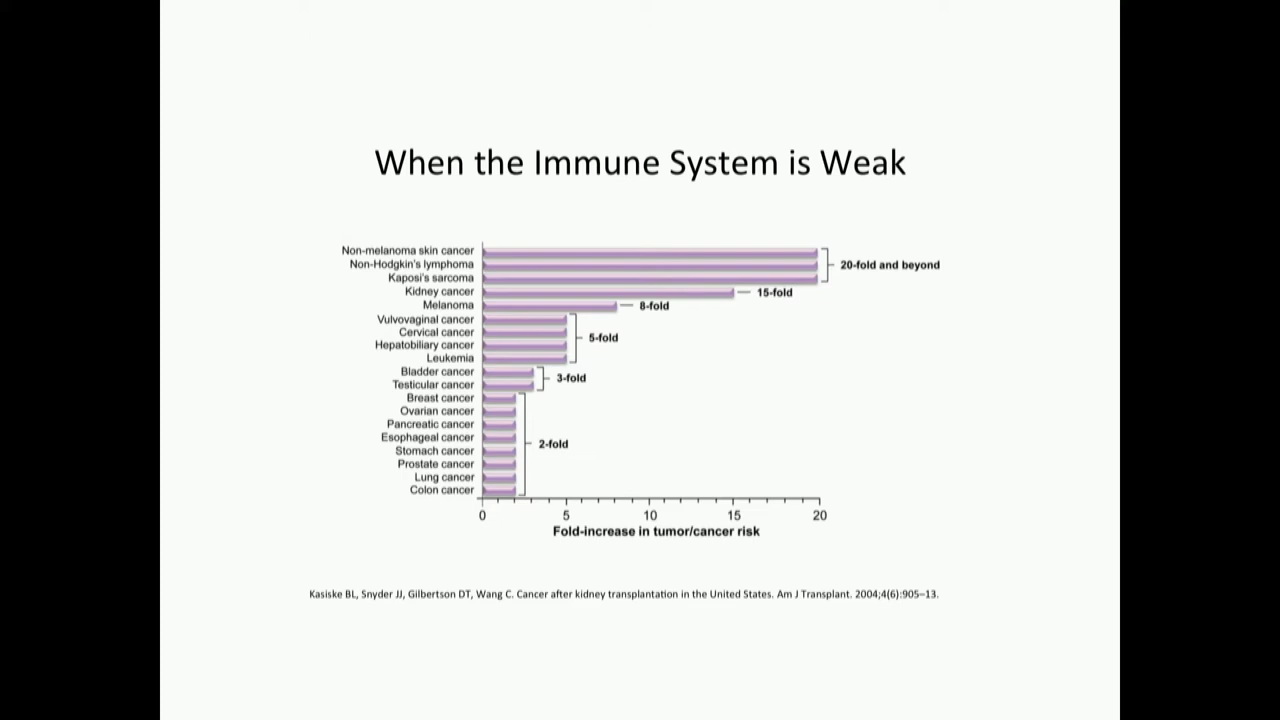 When the Immune System is Weak
Non-melanoma skin cancer
Non-Hodgkin's lymphoma
Kaposi's sarcoma
20-fold and beyond
Kidney cancer
15-fold
Melanoma
8-fold
Vulvovaginal cancer
Cervical cancer
Hepatobiliary cancer
Leukemia
5-fold
Bladder cancer
Testicular cancer
3-fold
Breast cancer
Ovarian cancer
Pancreatic cancer
Esophageal cancer
Stomach cancer
Prostate cancer
Lung cancer
Colon cancer
2-fold
0 5 10 15 20
Fold-increase in tumor/cancer risk
Kasiske BL, Snyder JJ, Gilbertson DT, Wang C. Cancer after kidney transplantation in the United States. Am J Transplant. 2004;4(6):905–13.